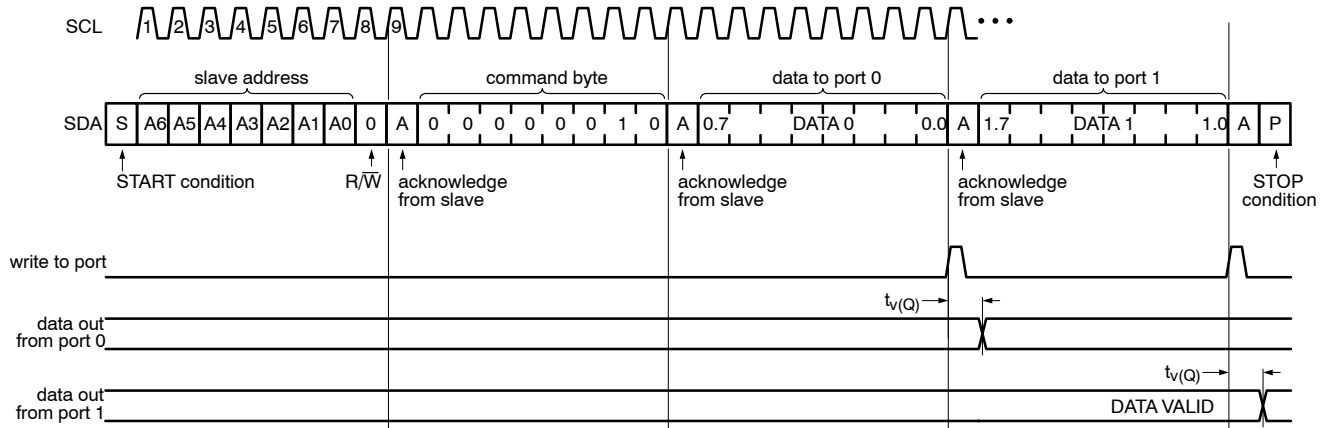 SCL 1 2 3 4 5 6 7 8 9 •••
slave address command byte data to port 0 data to port 1
SDA S A6 A5 A4 A3 A2 A1 A0 0 A 0 0 0 0 0 0 1 0 A 0.7 DATA 0 0.0 A 1.7 DATA 1 1.0 A P
START condition R/W̅ acknowledge from slave acknowledge from slave acknowledge from slave STOP condition
write to port
tv(Q)
data out
from port 0
tv(Q)
data out
from port 1
DATA VALID